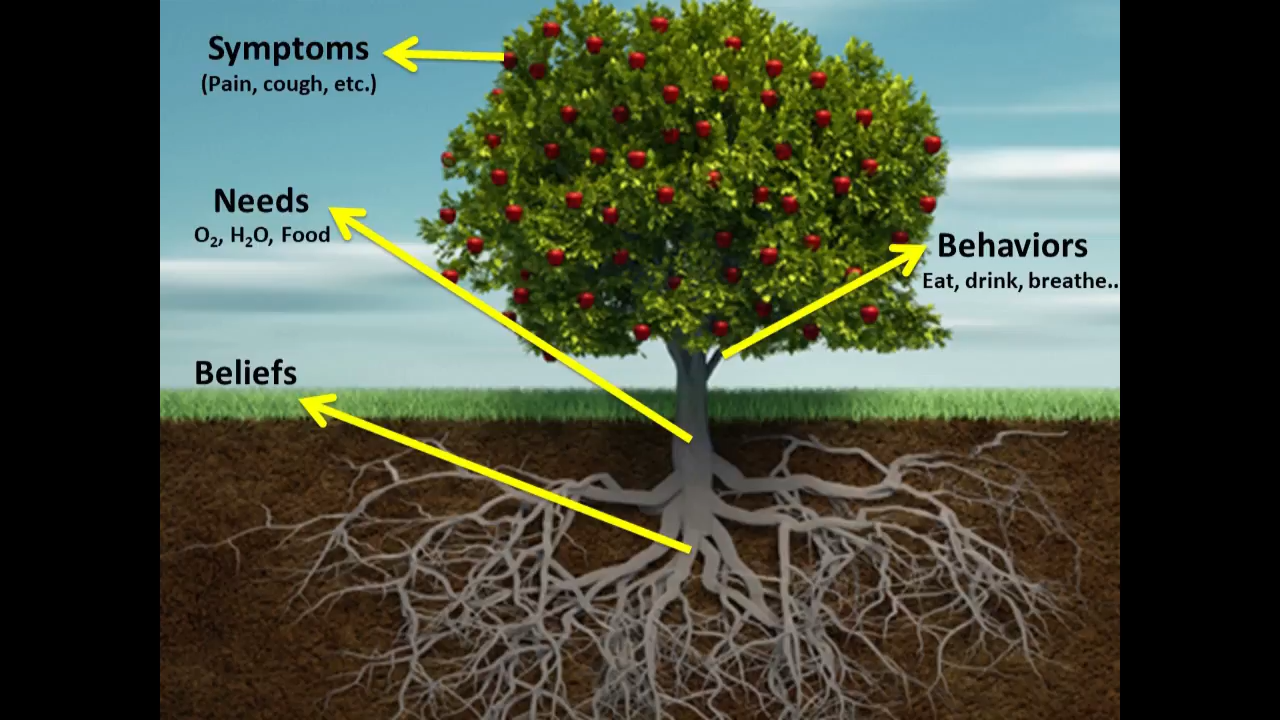 Symptoms
(Pain, cough, etc.)
Needs
O₂, H₂O, Food
Behaviors
Eat, drink, breathe..
Beliefs